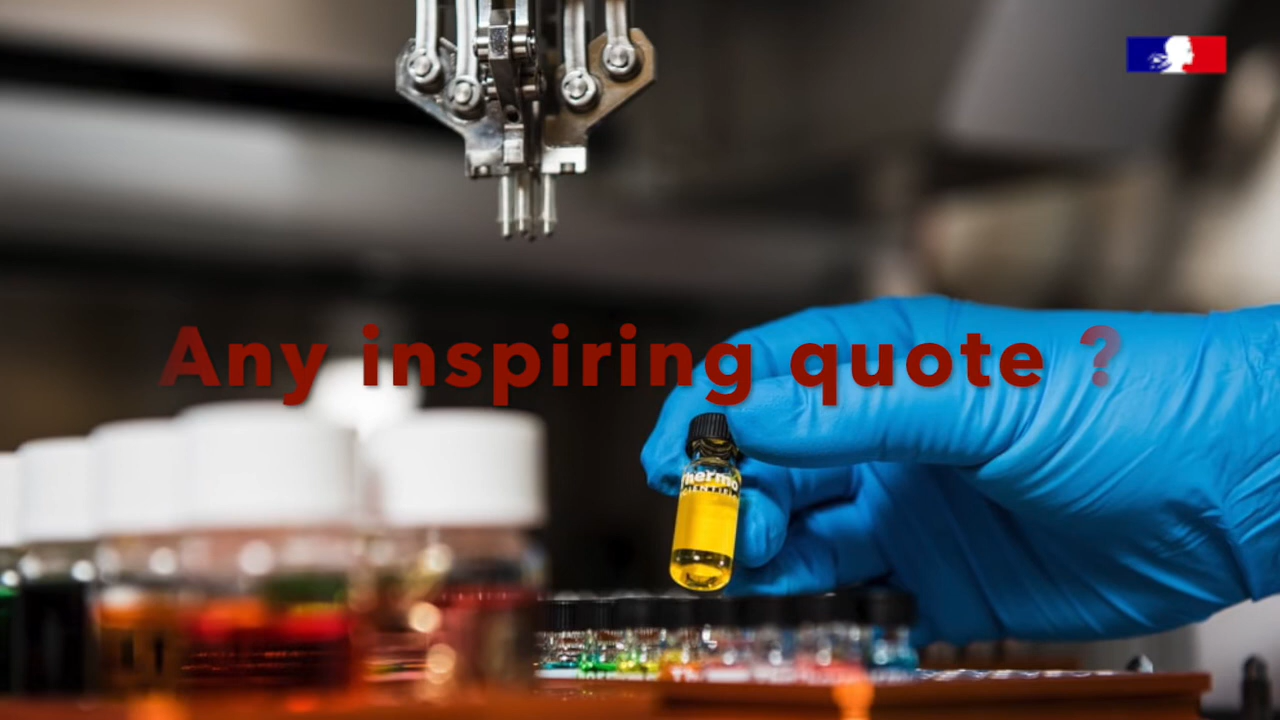 Any inspiring quote ?
Thermo